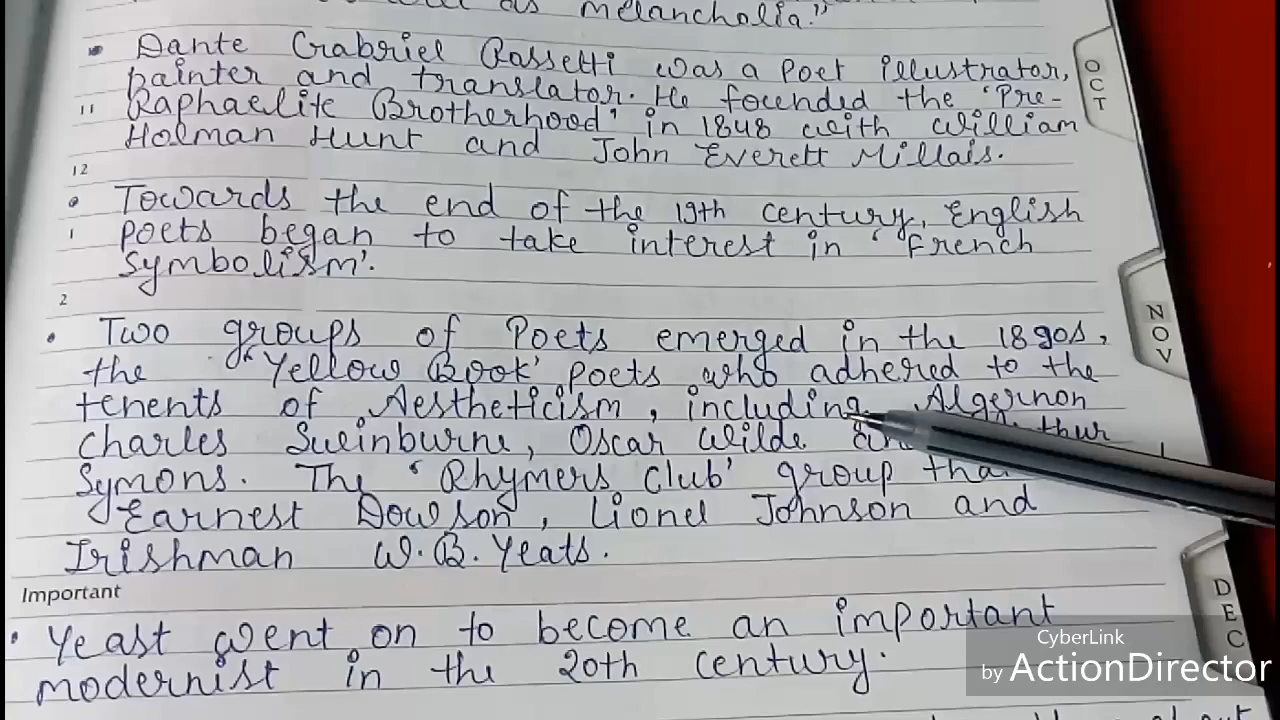 as melancholia."
• Dante Gabriel Rossetti was a poet illustrator,
painter and translator. He founded the 'Pre-
11 Raphaelite Brotherhood' in 1848 with William
Holman Hunt and John Everett Millais.
12
• Towards the end of the 19th century, English
1 poets began to take interest in 'French
symbolism'.
2
• Two groups of Poets emerged in the 1890s,
the 'Yellow Book' poets who adhered to the
tenents of Aestheticism, including Algernon
Charles Swinburne, Oscar Wilde
Symons. The 'Rhymers Club' group
Earnest Dowson, Lionel Johnson and
Irishman W.B. Yeats.
Important
• Yeast went on to become an important
modernist in the 20th century.
OCT
NOV
DEC
CyberLink
by ActionDirector